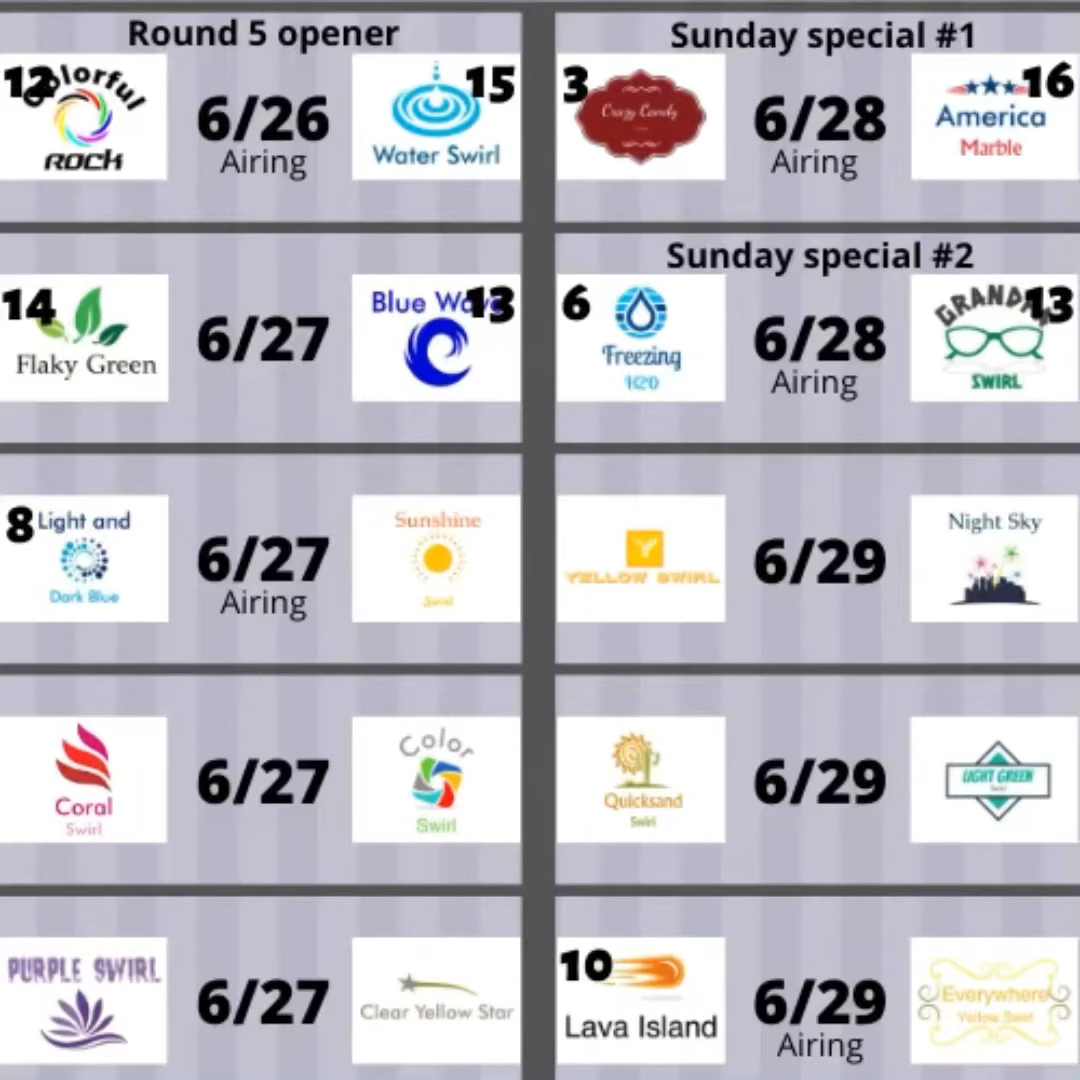 Round 5 opener
12
Colorful
ROCK
6/26
Airing
15
Water Swirl
14
Flaky Green
6/27
Blue Wave
13
8
Light and
Dark Blue
6/27
Airing
Sunshine
Swirl
Coral
Swirl
6/27
Color
Swirl
PURPLE SWIRL
6/27
Clear Yellow Star
Sunday special #1
3
Crazy Candy
6/28
Airing
16
America
Marble
Sunday special #2
6
Freezing
H20
6/28
Airing
13
GRANDPA
SWIRL
Y
YELLOW SWIRL
6/29
Night Sky
Quicksand
Swirl
6/29
LIGHT GREEN
Swirl
10
Lava Island
6/29
Airing
Everywhere
Yellow Swirl